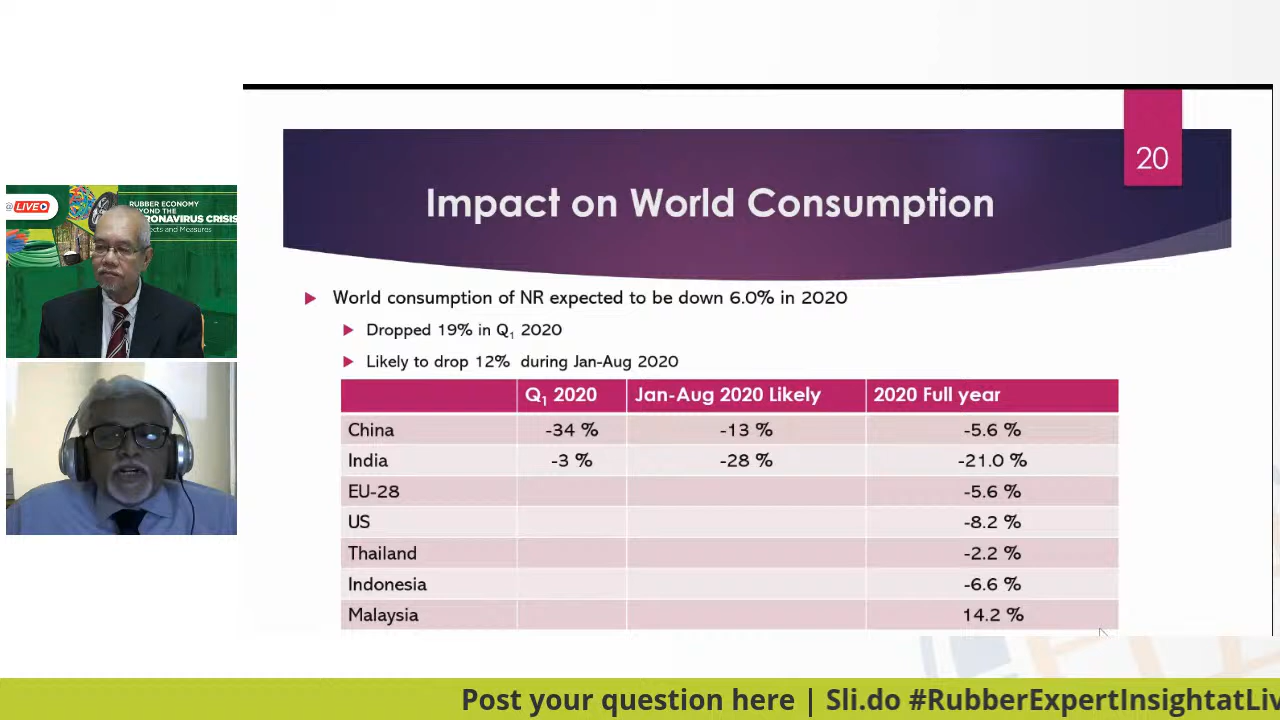 @ LIVE
RUBBER ECONOMY
BEYOND THE
CORONAVIRUS CRISIS
and Measures
20
Impact on World Consumption
World consumption of NR expected to be down 6.0% in 2020
Dropped 19% in Q1 2020
Likely to drop 12% during Jan-Aug 2020
Q1 2020 Jan-Aug 2020 Likely 2020 Full year
China -34 % -13 % -5.6 %
India -3 % -28 % -21.0 %
EU-28 -5.6 %
US -8.2 %
Thailand -2.2 %
Indonesia -6.6 %
Malaysia 14.2 %
Post your question here | Sli.do #RubberExpertInsightatLiv